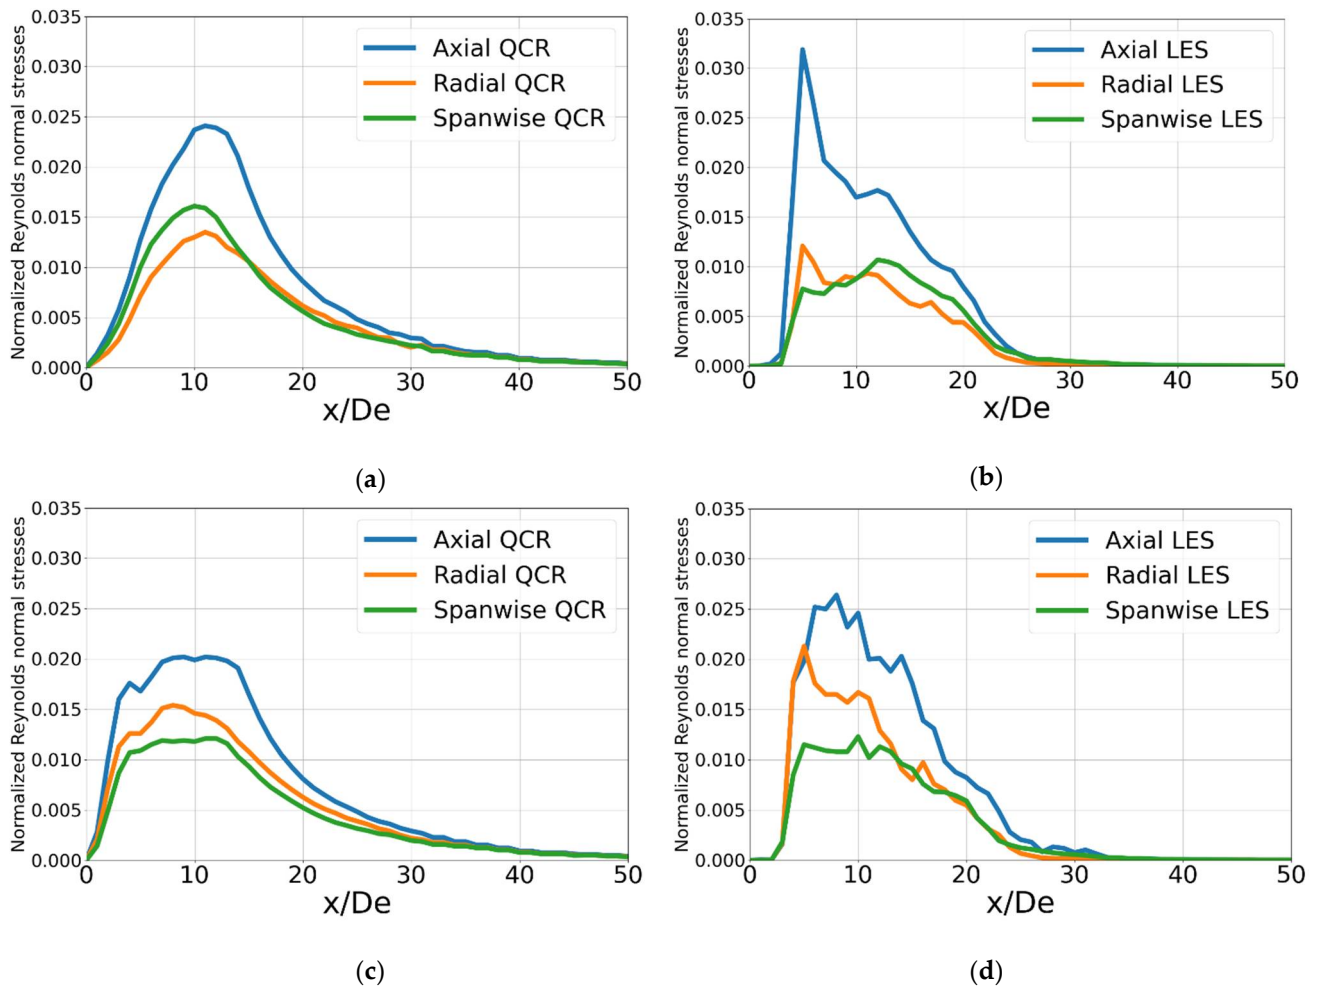 Normalized Reynolds normal stresses
0.035
0.030
0.025
0.020
0.015
0.010
0.005
0.000
Axial QCR
Radial QCR
Spanwise QCR
0 10 20 30 40 50
x/De
(a)
Normalized Reynolds normal stresses
0.035
0.030
0.025
0.020
0.015
0.010
0.005
0.000
Axial LES
Radial LES
Spanwise LES
0 10 20 30 40 50
x/De
(b)
Normalized Reynolds normal stresses
0.035
0.030
0.025
0.020
0.015
0.010
0.005
0.000
Axial QCR
Radial QCR
Spanwise QCR
0 10 20 30 40 50
x/De
(c)
Normalized Reynolds normal stresses
0.035
0.030
0.025
0.020
0.015
0.010
0.005
0.000
Axial LES
Radial LES
Spanwise LES
0 10 20 30 40 50
x/De
(d)